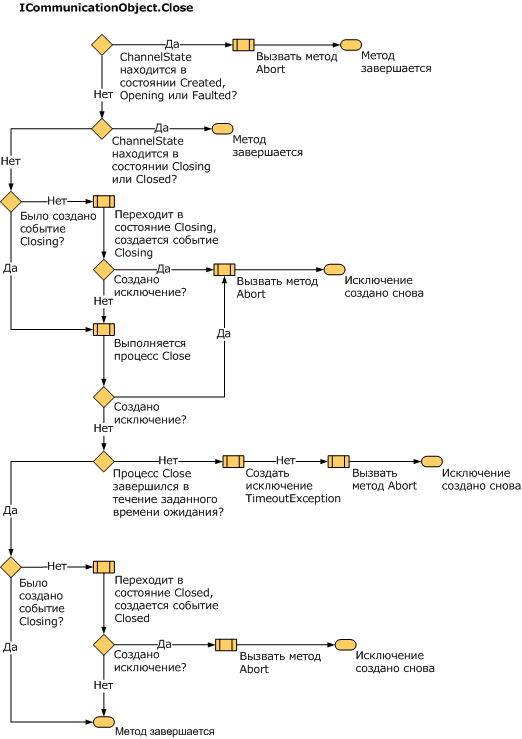 ICommunicationObject.Close
Да
ChannelState
находится в
состоянии Created,
Opening или Faulted?
Вызвать метод
Abort
Метод
завершается
Нет
Да
ChannelState
находится в
состоянии Closing
или Closed?
Метод
завершается
Нет
Нет
Было создано
событие
Closing?
Переходит в
состояние Closing,
создается событие
Closing
Да
Да
Создано
исключение?
Вызвать метод
Abort
Исключение
создано снова
Нет
Да
Выполняется
процесс Close
Создано
исключение?
Нет
Нет
Нет
Процесс Close
завершился в
течение заданного
времени ожидания?
Создать
исключение
TimeoutException
Вызвать
метод Abort
Исключение
создано снова
Да
Нет
Было
создано
событие
Closing?
Переходит в
состояние Closed,
создается событие
Closed
Да
Да
Создано
исключение?
Вызвать метод
Abort
Исключение
создано снова
Нет
Метод завершается